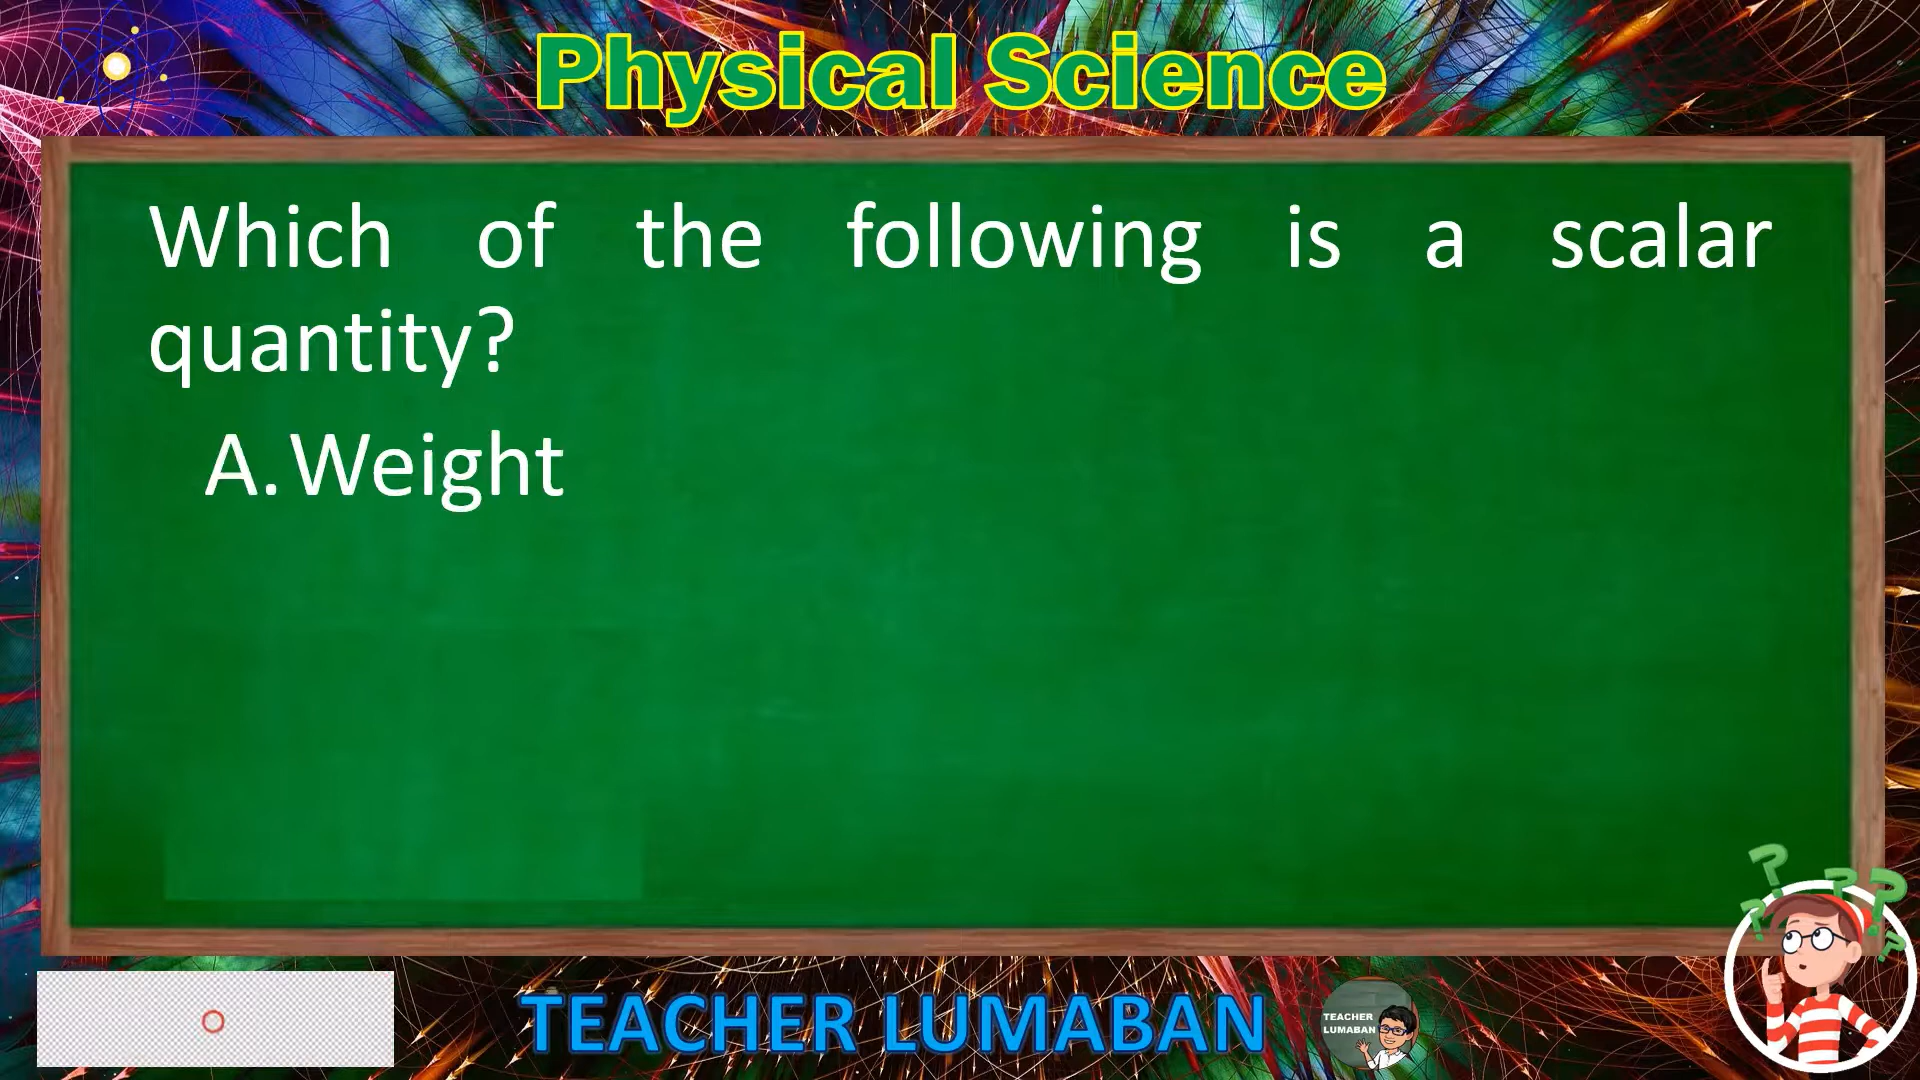 Physical Science
Which of the following is a scalar
quantity?
A. Weight
TEACHER LUMABAN
TEACHER
LUMABAN